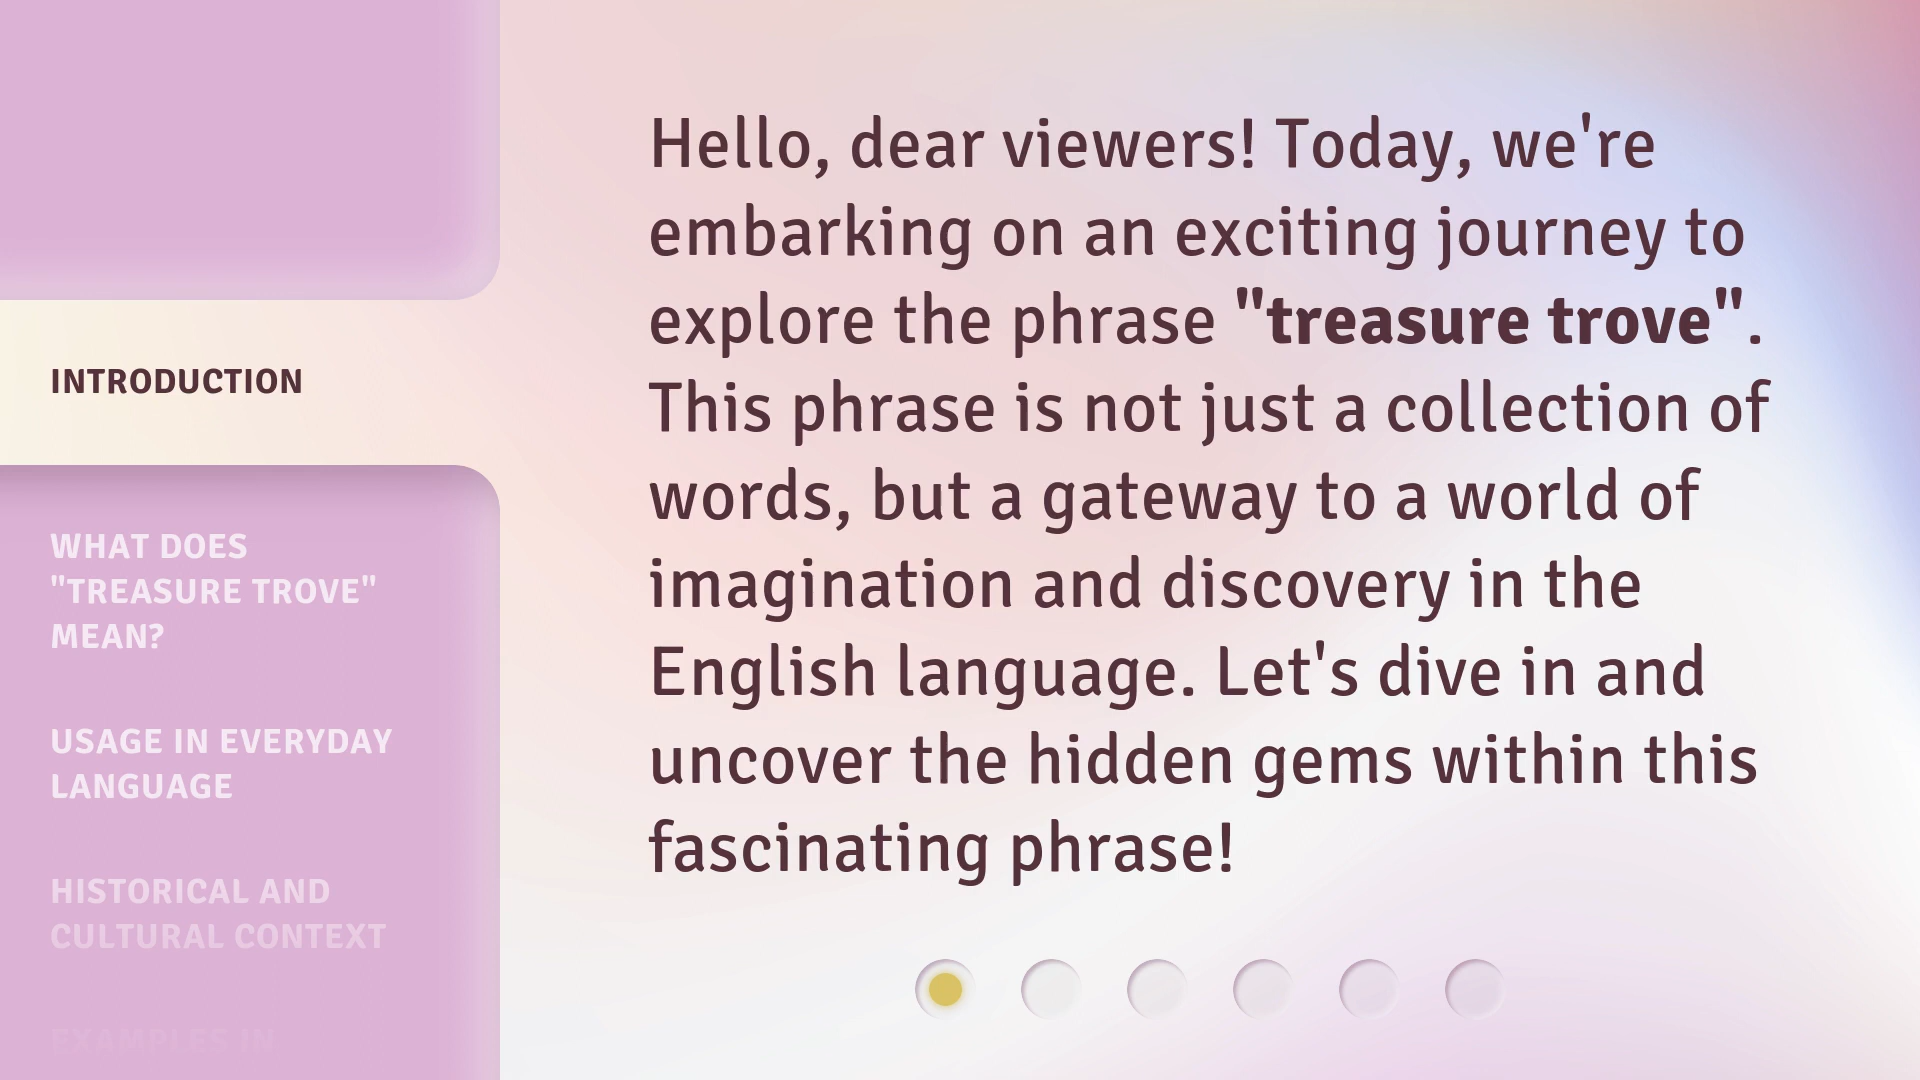 INTRODUCTION
WHAT DOES
"TREASURE TROVE"
MEAN?
USAGE IN EVERYDAY
LANGUAGE
HISTORICAL AND
CULTURAL CONTEXT
EXAMPLES IN
Hello, dear viewers! Today, we're
embarking on an exciting journey to
explore the phrase "treasure trove".
This phrase is not just a collection of
words, but a gateway to a world of
imagination and discovery in the
English language. Let's dive in and
uncover the hidden gems within this
fascinating phrase!